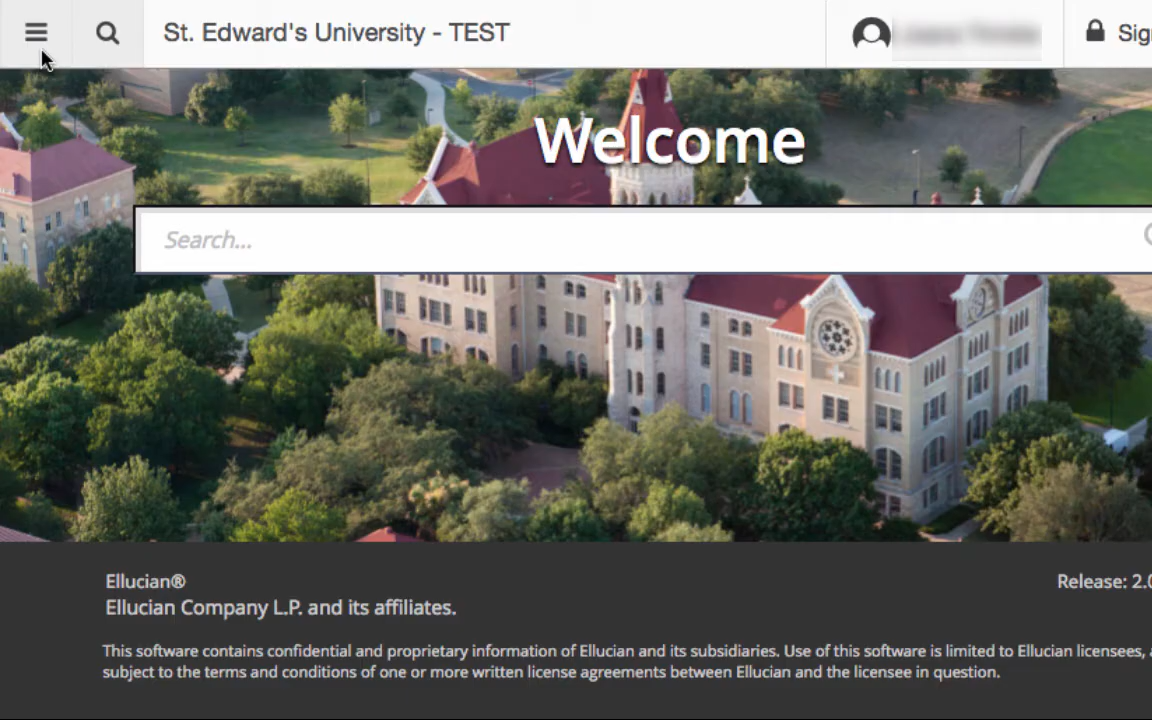 St. Edward's University - TEST
Welcome
Search...
Ellucian®
Release: 2.0
Ellucian Company L.P. and its affiliates.
This software contains confidential and proprietary information of Ellucian and its subsidiaries. Use of this software is limited to Ellucian licensees,
subject to the terms and conditions of one or more written license agreements between Ellucian and the licensee in question.